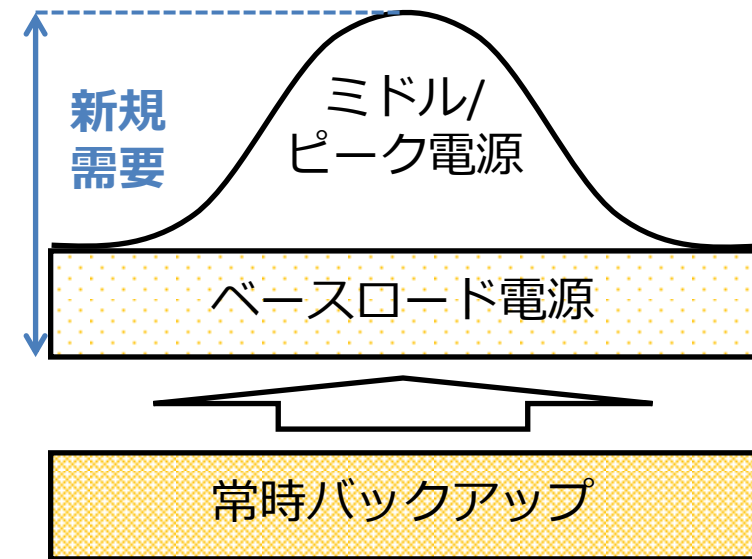 新規
需要
ミドル/
ピーク電源
ベースロード電源
常時バックアップ